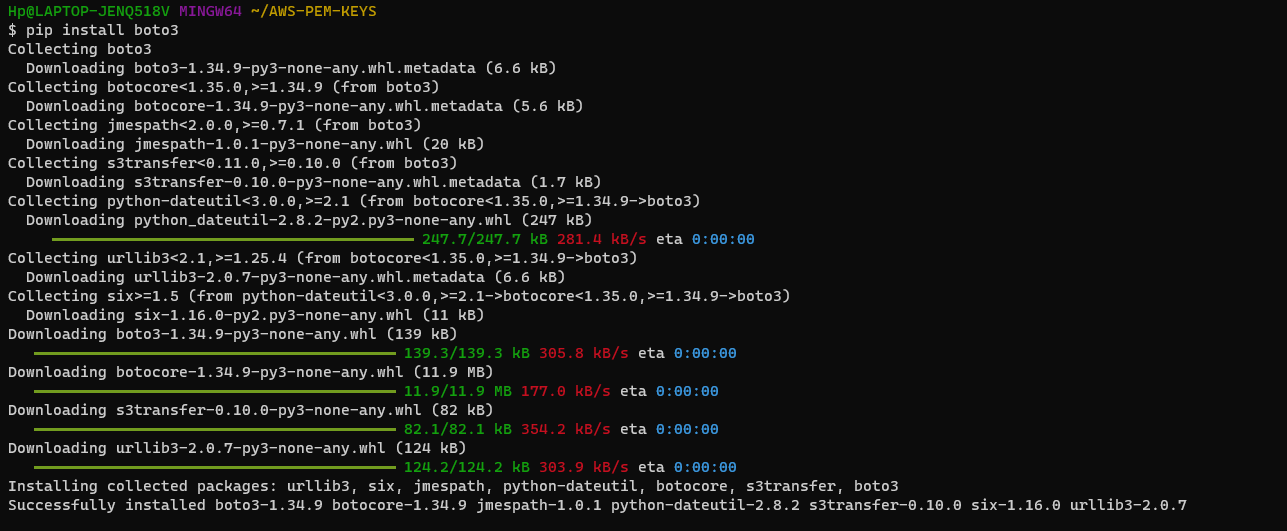 Hp@LAPTOP-JENQ518V MINGW64 ~/AWS-PEM-KEYS
$ pip install boto3
Collecting boto3
  Downloading boto3-1.34.9-py3-none-any.whl.metadata (6.6 kB)
Collecting botocore<1.35.0,>=1.34.9 (from boto3)
  Downloading botocore-1.34.9-py3-none-any.whl.metadata (5.6 kB)
Collecting jmespath<2.0.0,>=0.7.1 (from boto3)
  Downloading jmespath-1.0.1-py3-none-any.whl (20 kB)
Collecting s3transfer<0.11.0,>=0.10.0 (from boto3)
  Downloading s3transfer-0.10.0-py3-none-any.whl.metadata (1.7 kB)
Collecting python-dateutil<3.0.0,>=2.1 (from botocore<1.35.0,>=1.34.9->boto3)
  Downloading python_dateutil-2.8.2-py2.py3-none-any.whl (247 kB)
247.7/247.7 kB 281.4 kB/s eta 0:00:00
Collecting urllib3<2.1,>=1.25.4 (from botocore<1.35.0,>=1.34.9->boto3)
  Downloading urllib3-2.0.7-py3-none-any.whl.metadata (6.6 kB)
Collecting six>=1.5 (from python-dateutil<3.0.0,>=2.1->botocore<1.35.0,>=1.34.9->boto3)
  Downloading six-1.16.0-py2.py3-none-any.whl (11 kB)
Downloading boto3-1.34.9-py3-none-any.whl (139 kB)
139.3/139.3 kB 305.8 kB/s eta 0:00:00
Downloading botocore-1.34.9-py3-none-any.whl (11.9 MB)
11.9/11.9 MB 177.0 kB/s eta 0:00:00
Downloading s3transfer-0.10.0-py3-none-any.whl (82 kB)
82.1/82.1 kB 354.2 kB/s eta 0:00:00
Downloading urllib3-2.0.7-py3-none-any.whl (124 kB)
124.2/124.2 kB 303.9 kB/s eta 0:00:00
Installing collected packages: urllib3, six, jmespath, python-dateutil, botocore, s3transfer, boto3
Successfully installed boto3-1.34.9 botocore-1.34.9 jmespath-1.0.1 python-dateutil-2.8.2 s3transfer-0.10.0 six-1.16.0 urllib3-2.0.7